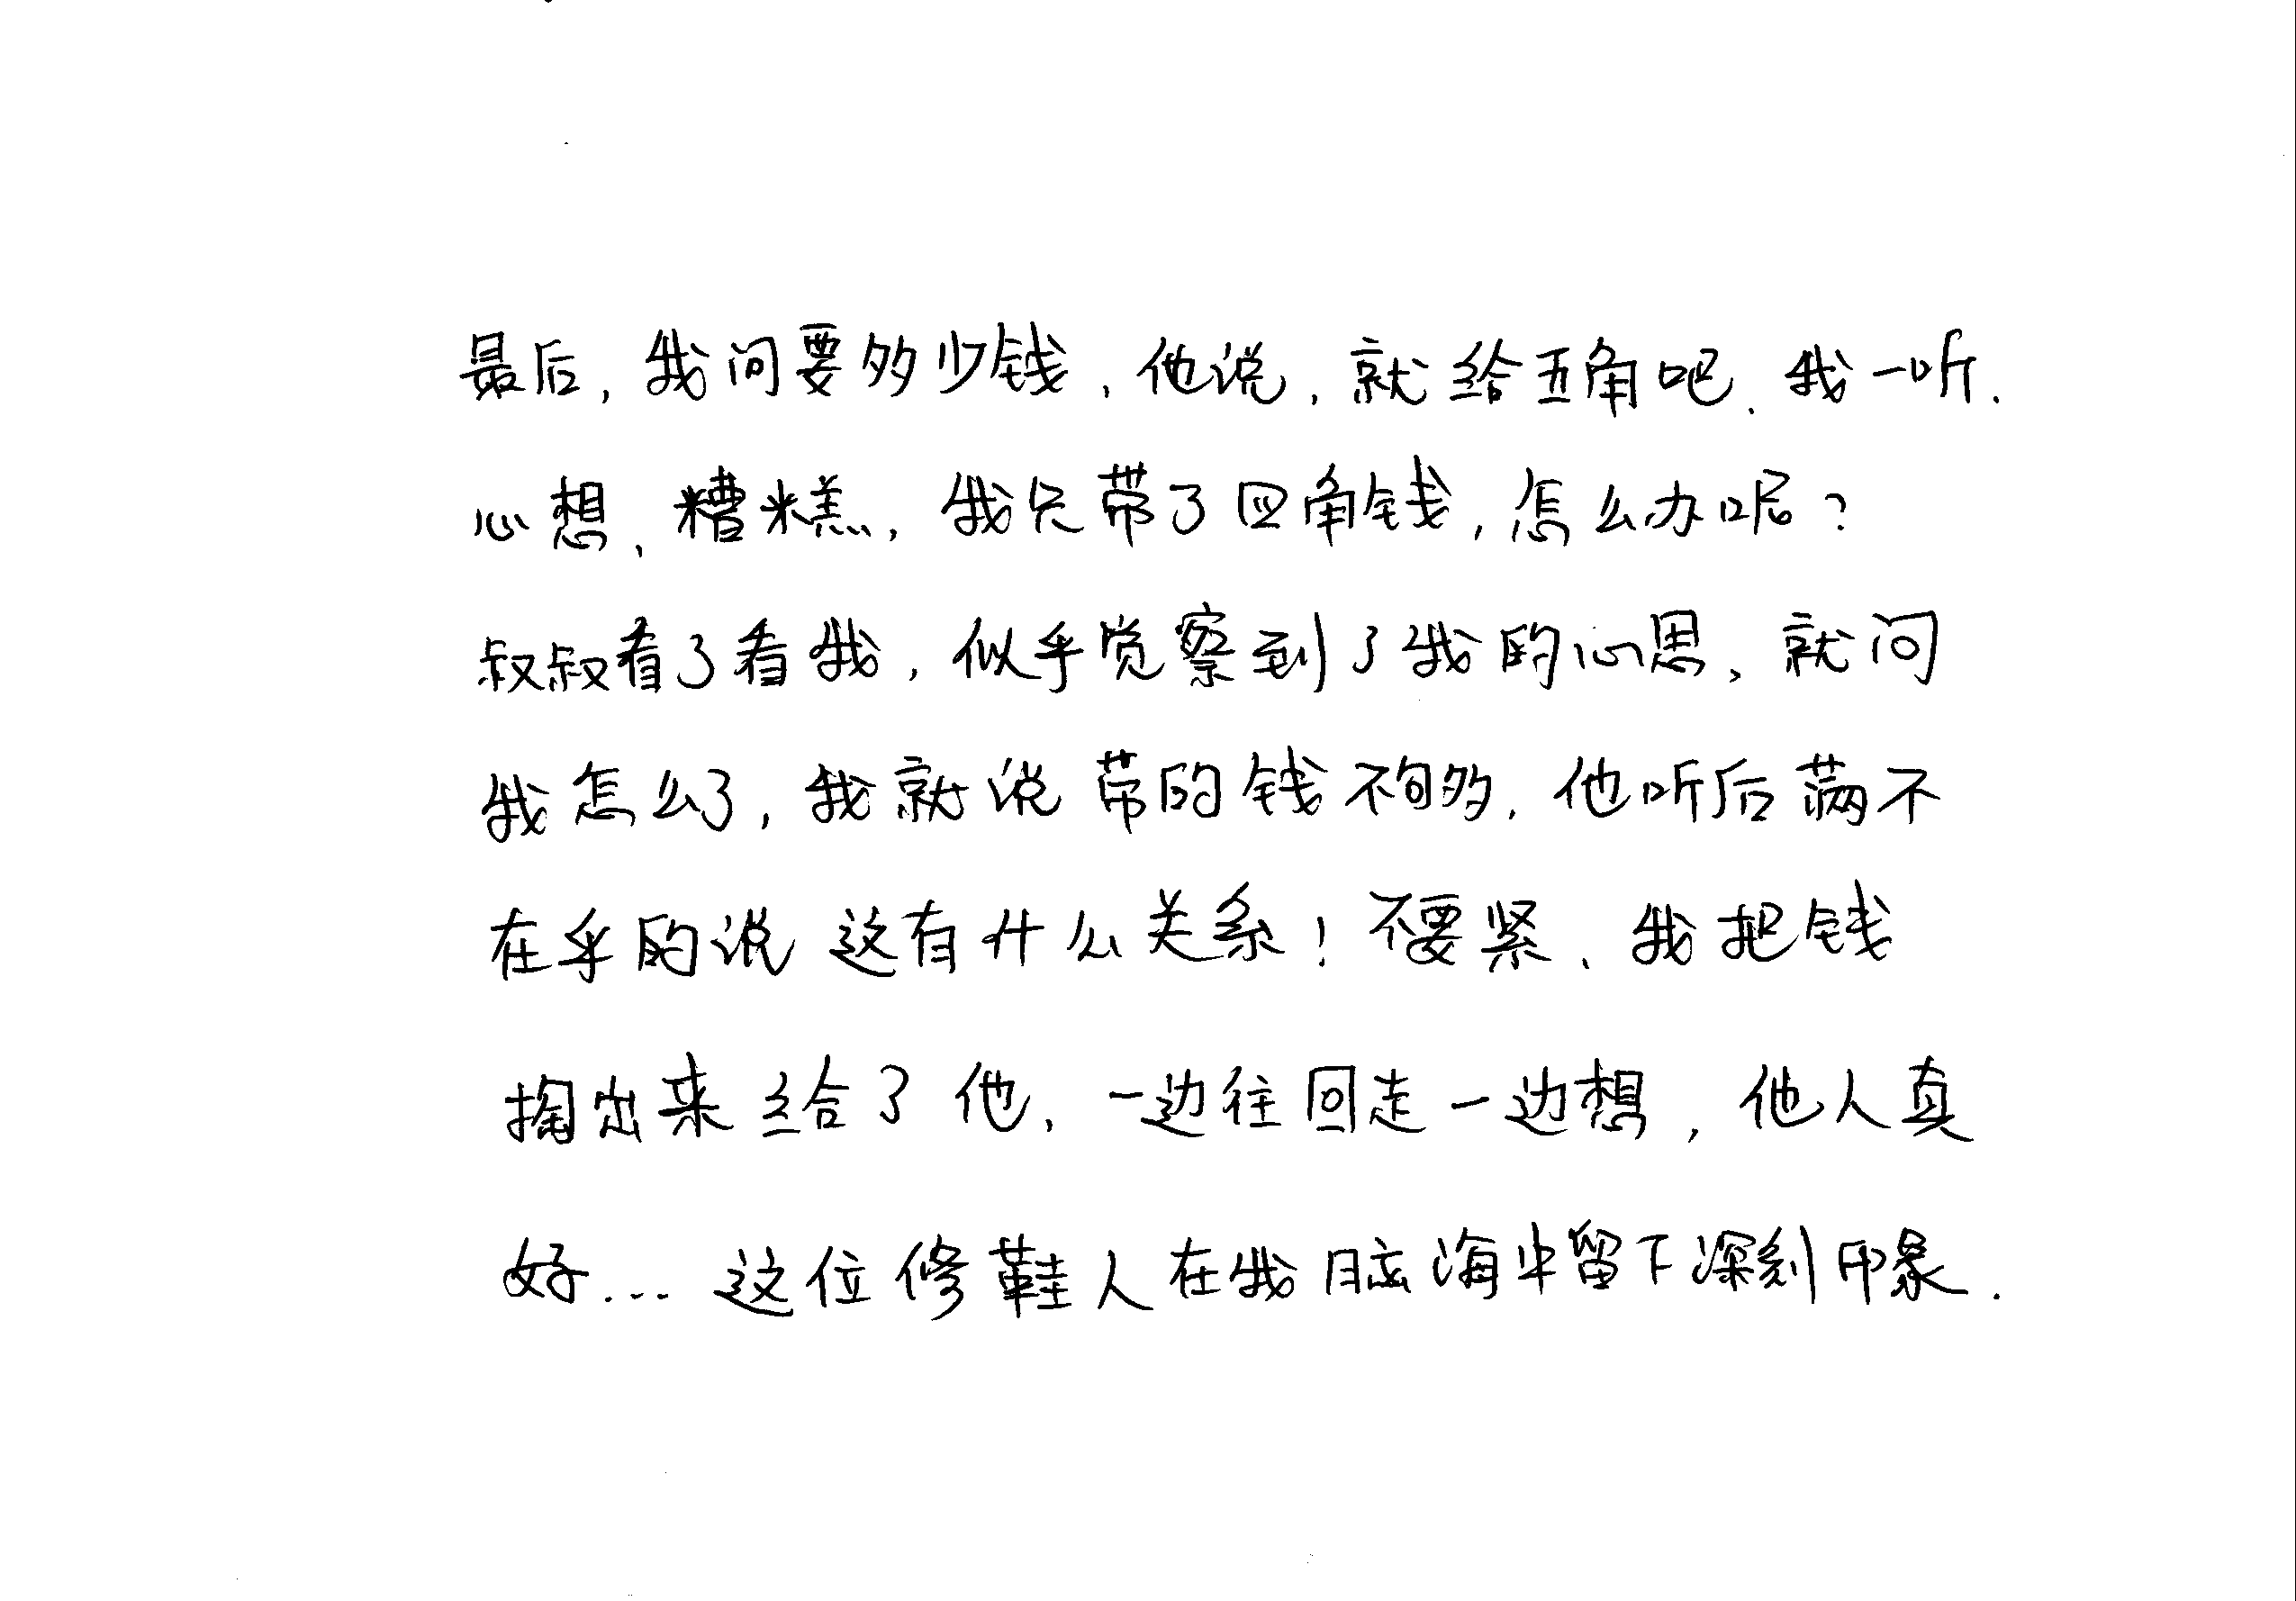 最后，我问要多少钱，他说，就给五角吧、我一听．
心想、糟糕，我只带了四角钱，怎么办呢？
叔叔看了看我，似乎觉察到了我的心思、就问
我怎么了，我就说带的钱不够，他听后满不
在乎的说 这有什么关系！不要紧、我把钱
掏出来给了他，一边往回走一边想，他人真
好... 这位修鞋人在我脑海中留下深刻印象．